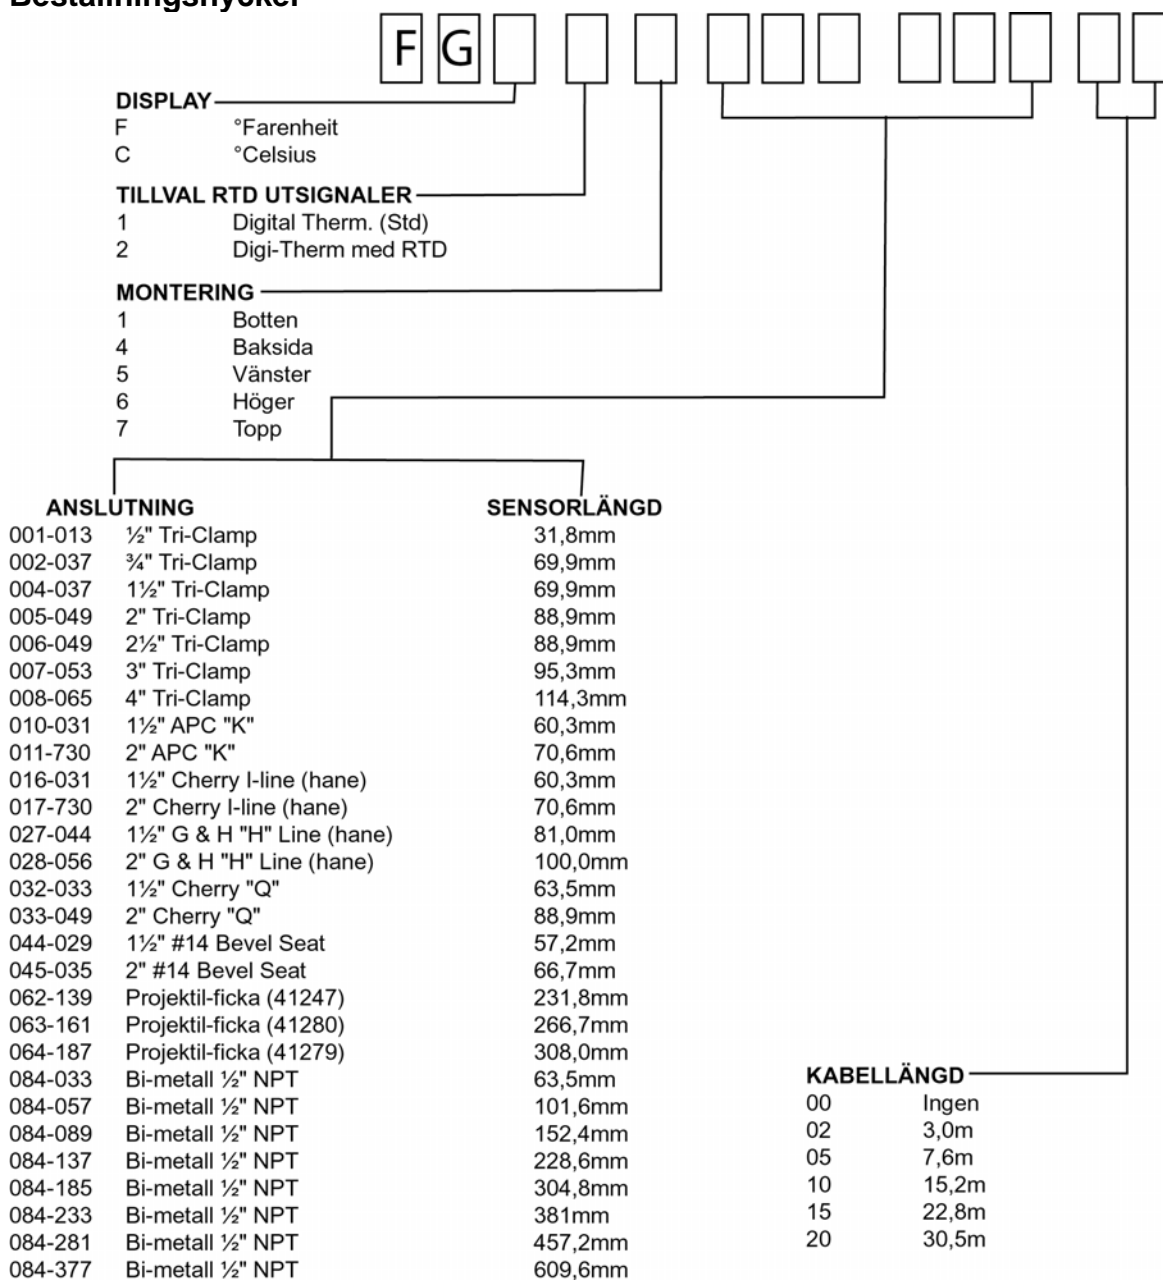 Beställningsnyckel
F G
DISPLAY
F °Farenheit
C °Celsius
TILLVAL RTD UTSIGNALER
1 Digital Therm. (Std)
2 Digi-Therm med RTD
MONTERING
1 Botten
4 Baksida
5 Vänster
6 Höger
7 Topp
ANSLUTNING SENSORLÄNGD
001-013 ½" Tri-Clamp 31,8mm
002-037 ¾" Tri-Clamp 69,9mm
004-037 1½" Tri-Clamp 69,9mm
005-049 2" Tri-Clamp 88,9mm
006-049 2½" Tri-Clamp 88,9mm
007-053 3" Tri-Clamp 95,3mm
008-065 4" Tri-Clamp 114,3mm
010-031 1½" APC "K" 60,3mm
011-730 2" APC "K" 70,6mm
016-031 1½" Cherry I-line (hane) 60,3mm
017-730 2" Cherry I-line (hane) 70,6mm
027-044 1½" G & H "H" Line (hane) 81,0mm
028-056 2" G & H "H" Line (hane) 100,0mm
032-033 1½" Cherry "Q" 63,5mm
033-049 2" Cherry "Q" 88,9mm
044-029 1½" #14 Bevel Seat 57,2mm
045-035 2" #14 Bevel Seat 66,7mm
062-139 Projektil-ficka (41247) 231,8mm
063-161 Projektil-ficka (41280) 266,7mm
064-187 Projektil-ficka (41279) 308,0mm
084-033 Bi-metall ½" NPT 63,5mm
084-057 Bi-metall ½" NPT 101,6mm
084-089 Bi-metall ½" NPT 152,4mm
084-137 Bi-metall ½" NPT 228,6mm
084-185 Bi-metall ½" NPT 304,8mm
084-233 Bi-metall ½" NPT 381mm
084-281 Bi-metall ½" NPT 457,2mm
084-377 Bi-metall ½" NPT 609,6mm
KABELLÄNGD
00 Ingen
02 3,0m
05 7,6m
10 15,2m
15 22,8m
20 30,5m